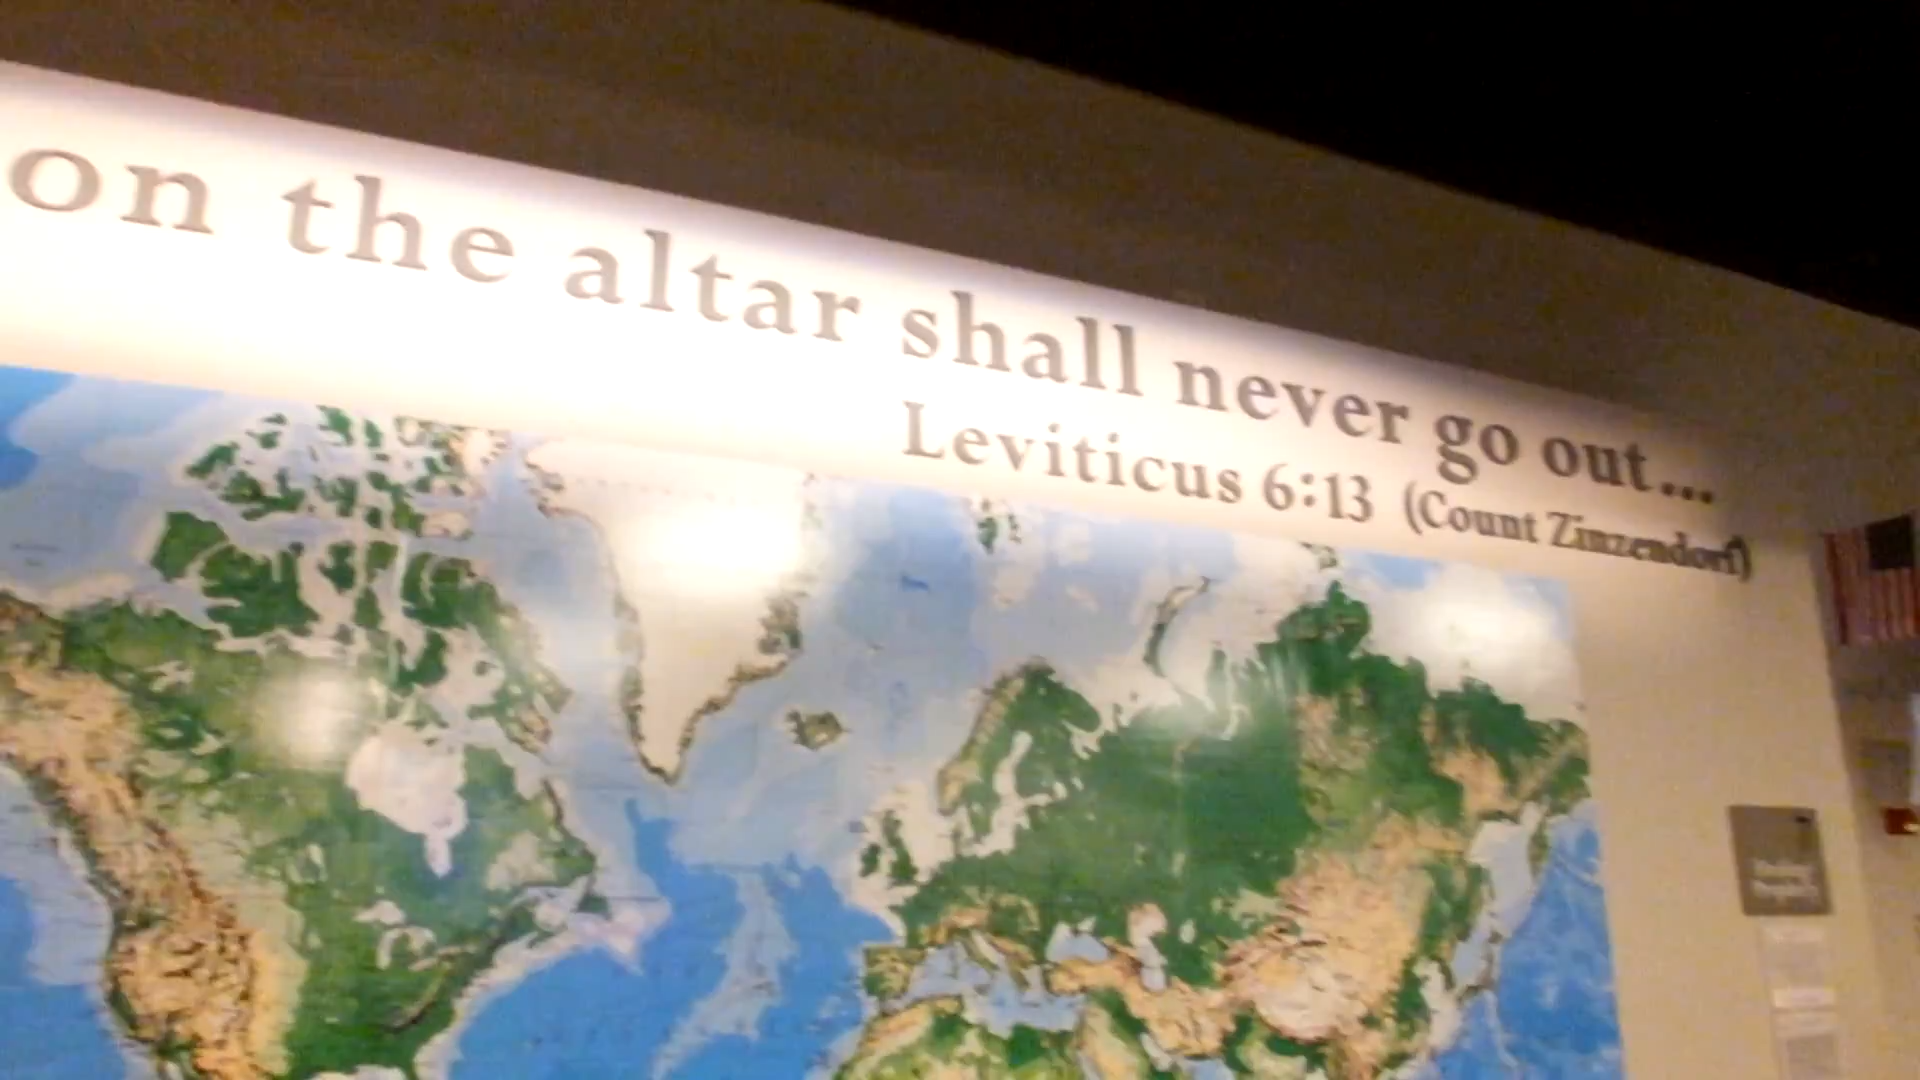 on the altar shall never go out...
Leviticus 6:13 (Count Zinzendorf)